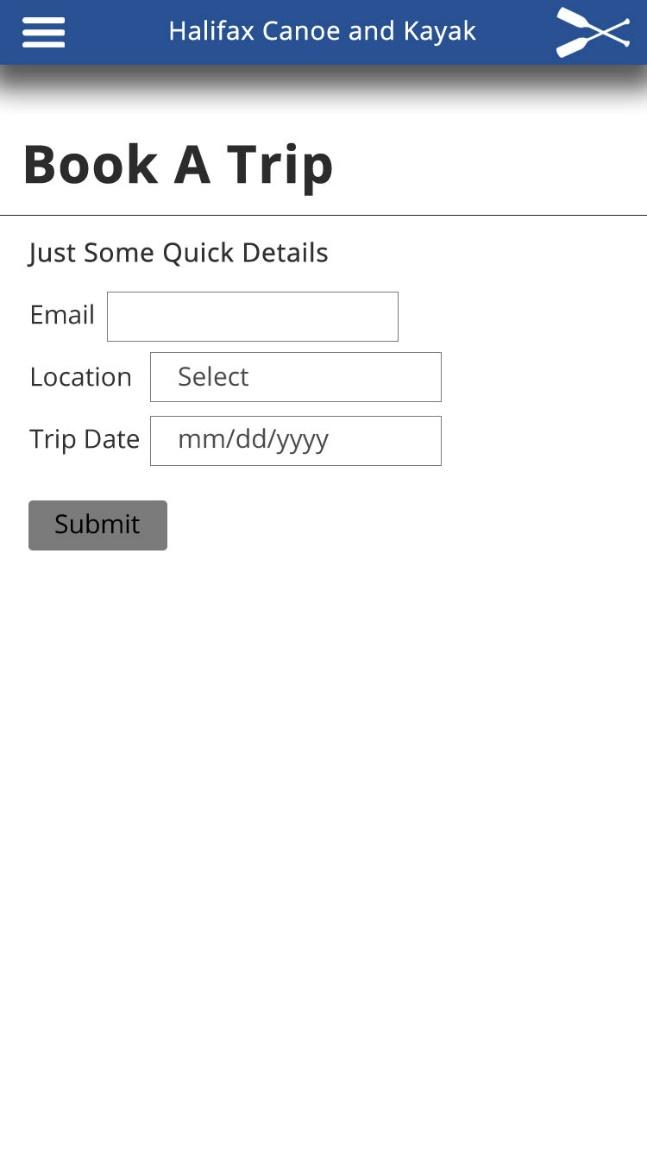 Halifax Canoe and Kayak
Book A Trip
Just Some Quick Details
Email
Location Select
Trip Date mm/dd/yyyy
Submit